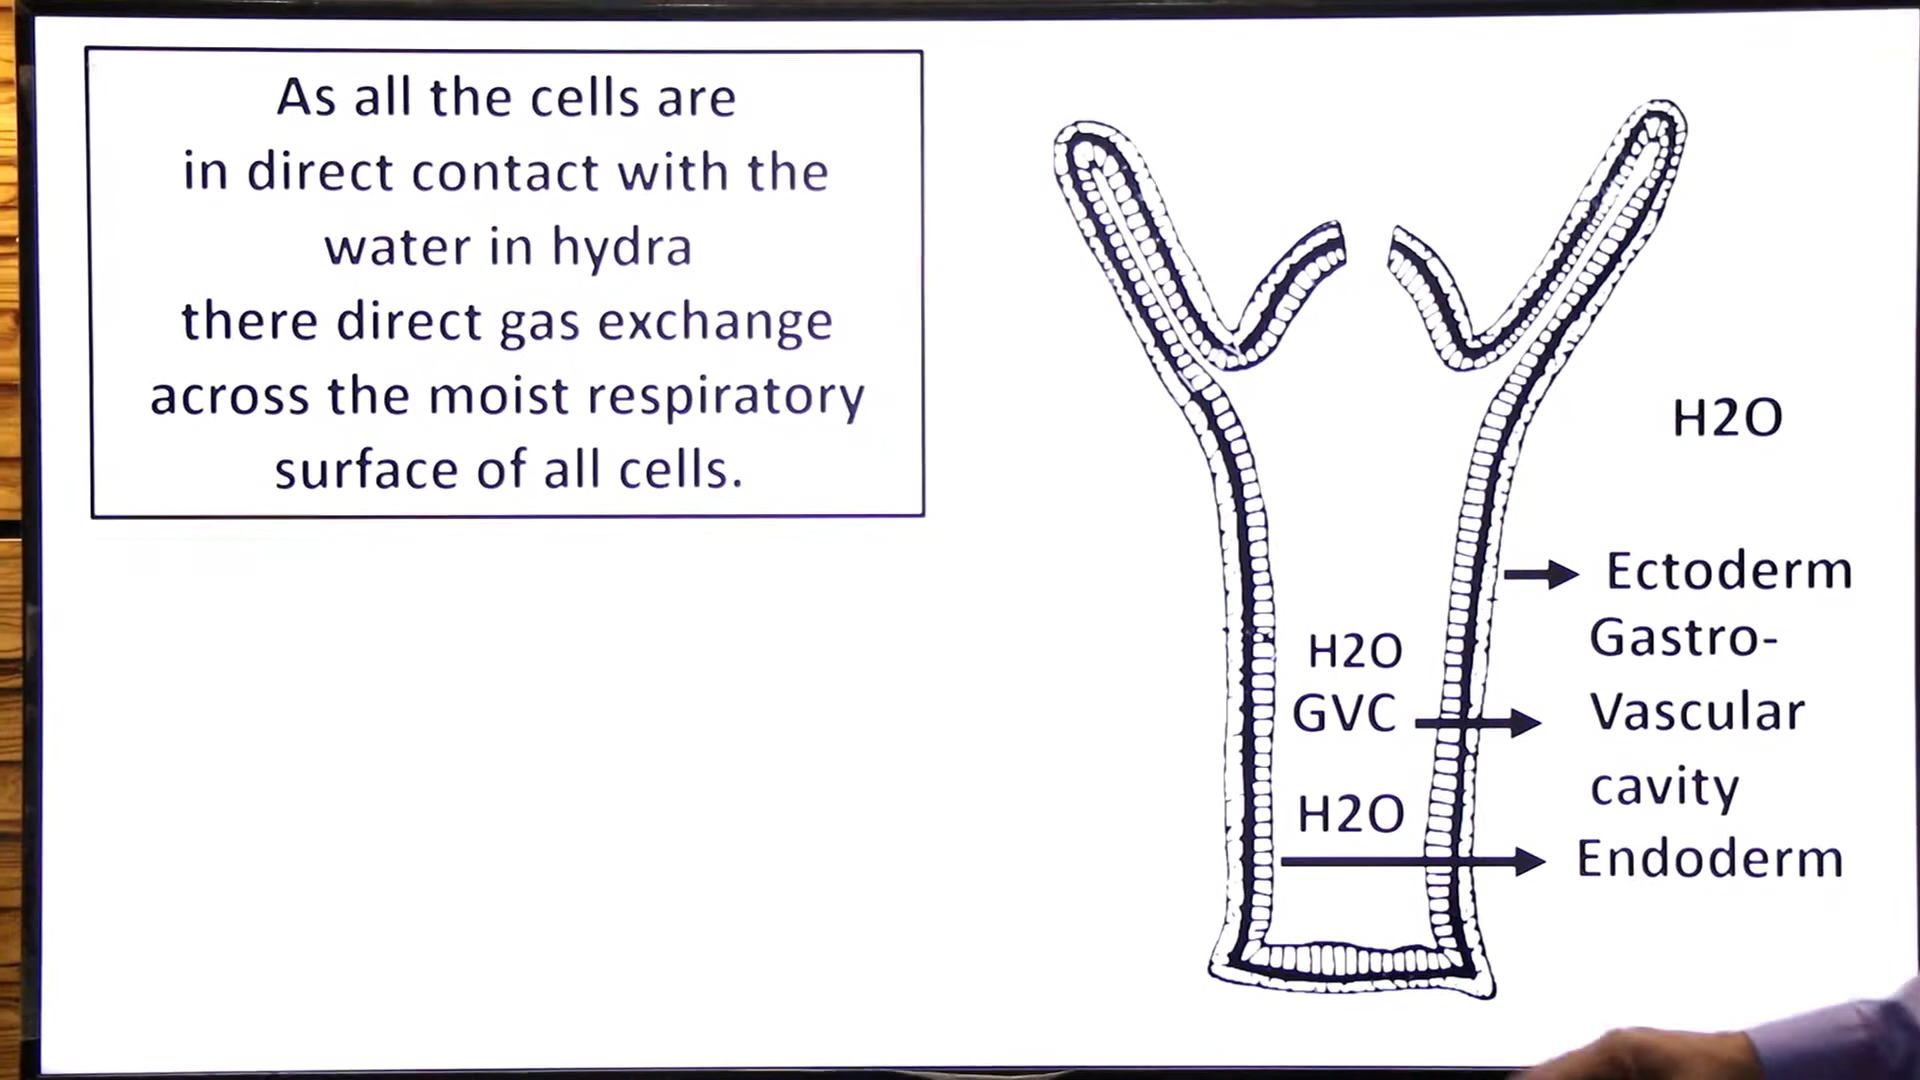 As all the cells are
in direct contact with the
water in hydra
there direct gas exchange
across the moist respiratory
surface of all cells.
H2O
Ectoderm
Gastro-
H2O
GVC
Vascular
cavity
H2O
Endoderm